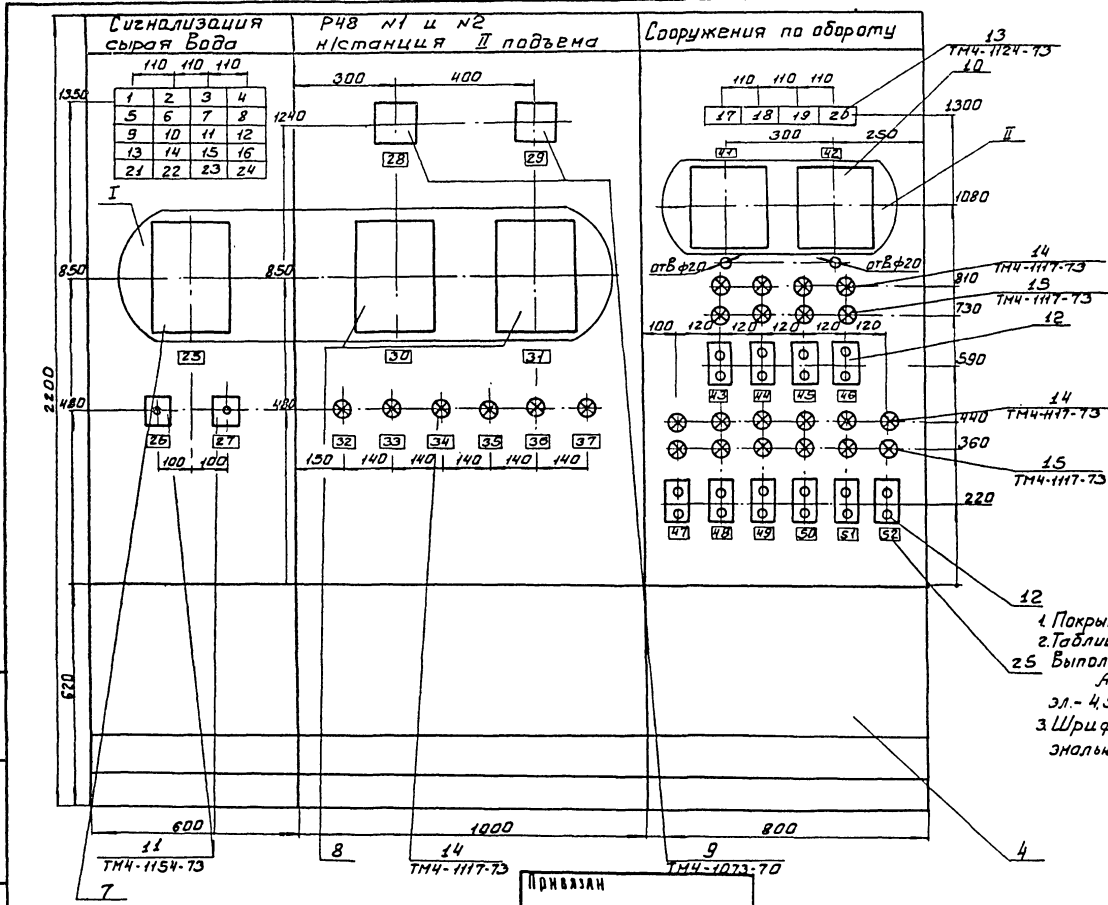 Сигнализация
сырая вода
РЧВ №1 и №2
н/станция II подъема
Сооружения по обороту
13
ТМ4-1124-73
10
110 110 110
300 400
110 110 110
1350
1 2 3 4
5 6 7 8
9 10 11 12
13 14 15 16
21 22 23 24
1240
17 18 19 20
1300
300 250
28 29
41 42
II
I
1080
850
850
отв ф20 отв ф20
14
ТМ4-1117-73
810
15
ТМ4-1117-73
730
100 120 120 120 120 120
12
25 30 31
590
43 44 45 46
2200
480
480
14
ТМ4-1117-73
440
26 27
32 33 34 35 36 37
360
100 100
150 140 140 140 140 140
15
ТМ4-1117-73
220
47 48 49 50 51 52
12
25
620
1. Покры
2. Табли
Выпол
эл.- 4,
3. Шриф
эмаль
600 1000 800
11
ТМ4-1154-73
7
8
14
ТМ4-1117-73
9
ТМ4-1073-70
4
Привязан